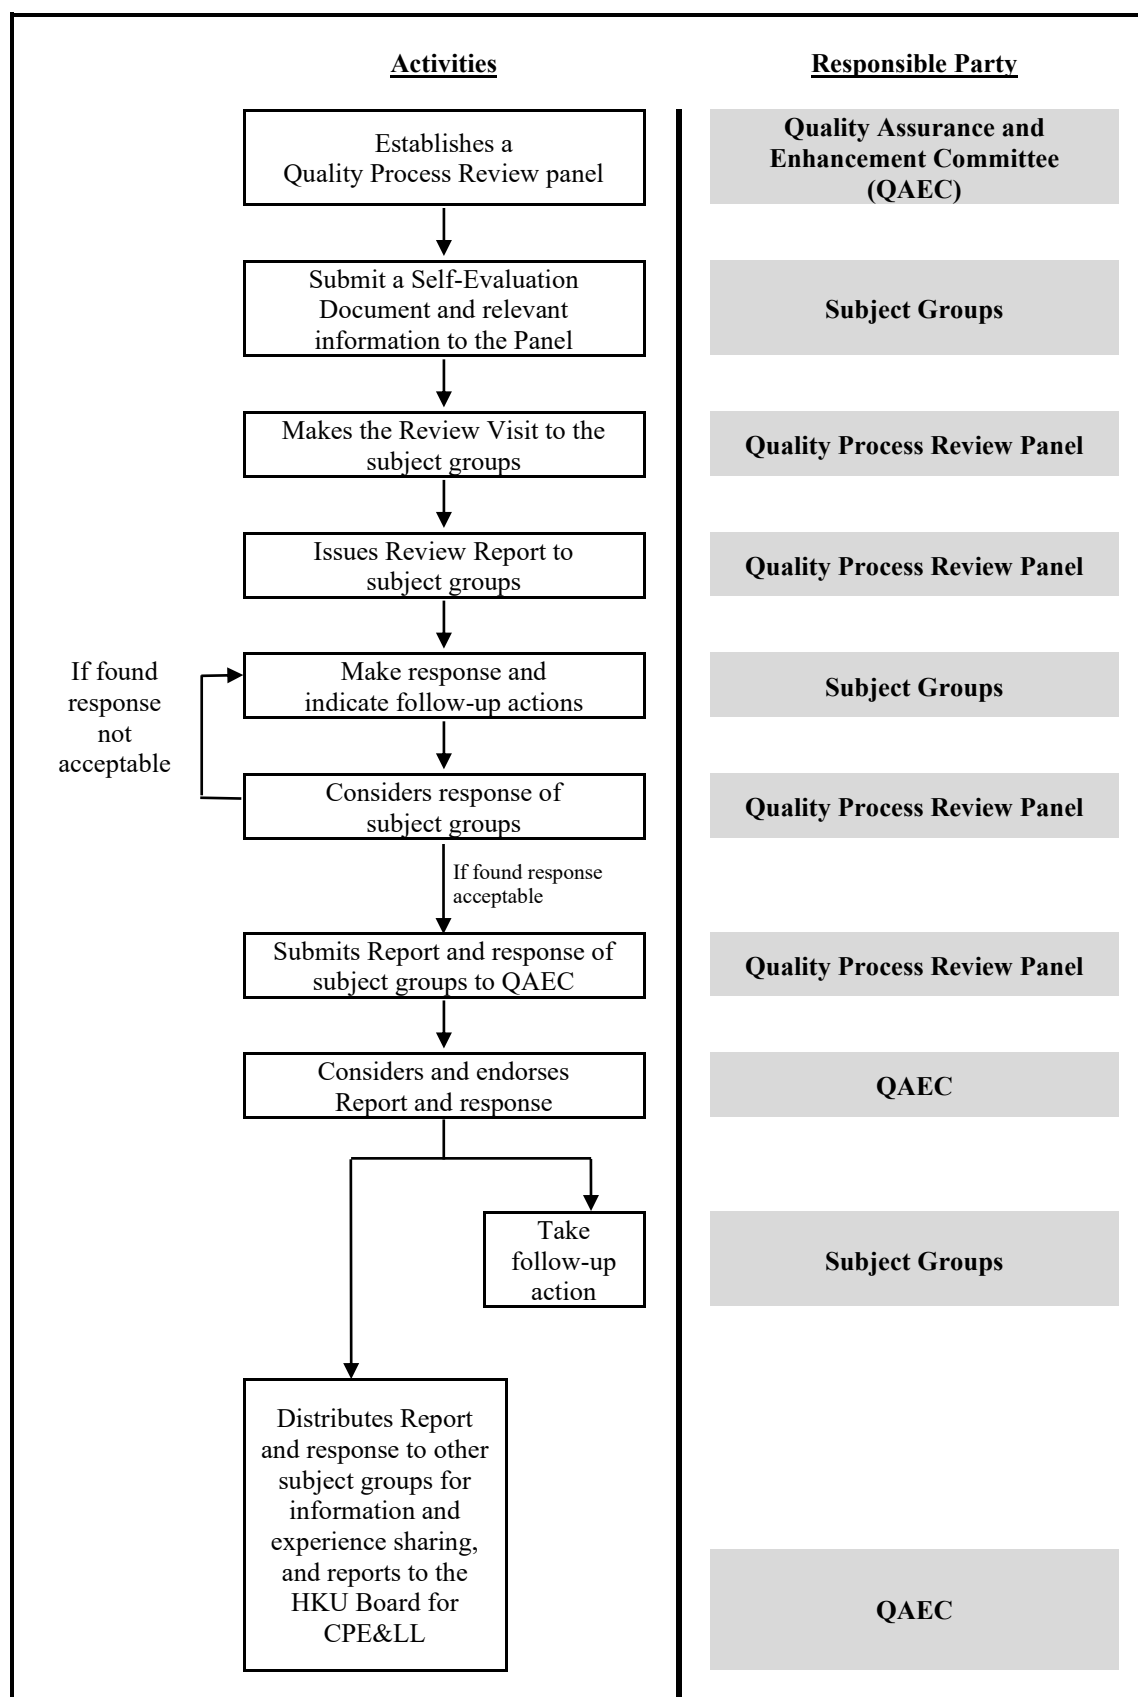 Activities
Responsible Party
Establishes a
Quality Process Review panel
Quality Assurance and
Enhancement Committee
(QAEC)
Submit a Self-Evaluation
Document and relevant
information to the Panel
Subject Groups
Makes the Review Visit to the
subject groups
Quality Process Review Panel
Issues Review Report to
subject groups
Quality Process Review Panel
If found
response
not
acceptable
Make response and
indicate follow-up actions
Subject Groups
Considers response of
subject groups
Quality Process Review Panel
If found response
acceptable
Submits Report and response of
subject groups to QAEC
Quality Process Review Panel
Considers and endorses
Report and response
QAEC
Take
follow-up
action
Subject Groups
Distributes Report
and response to other
subject groups for
information and
experience sharing,
and reports to the
HKU Board for
CPE&LL
QAEC